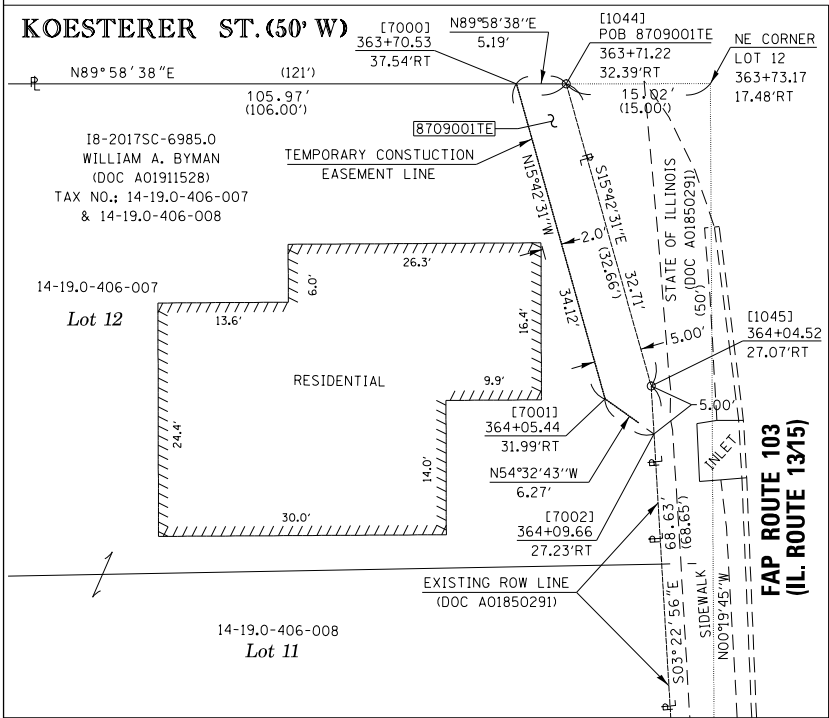 KOESTERER ST. (50' W)
[7000]
363+70.53
37.54'RT
N89°58'38"E
5.19'
[1044]
POB 8709001TE
363+71.22
32.39'RT
NE CORNER
LOT 12
363+73.17
17.48'RT
N89°58'38"E
(121')
105.97'
(106.00')
15.02'
(15.00')
8709001TE
TEMPORARY CONSTUCTION
EASEMENT LINE
I8-2017SC-6985.0
WILLIAM A. BYMAN
(DOC A01911528)
TAX NO.; 14-19.0-406-007
& 14-19.0-406-008
N15°42'31"W
34.12'
S15°42'31"E
32.71'
(32.66')
2.0'
5.00'
STATE OF ILLINOIS
(DOC A01850291)
(50')
14-19.0-406-007
Lot 12
26.3'
6.0'
13.6'
16.4'
RESIDENTIAL
9.9'
24.4'
14.0'
30.0'
[1045]
364+04.52
27.07'RT
5.00'
[7001]
364+05.44
31.99'RT
N54°32'43"W
6.27'
[7002]
364+09.66
27.23'RT
INLET
FAP ROUTE 103
(IL. ROUTE 13/15)
EXISTING ROW LINE
(DOC A01850291)
S03°22'56"E
68.63'
(68.65')
SIDEWALK
N00°19'45"W
14-19.0-406-008
Lot 11